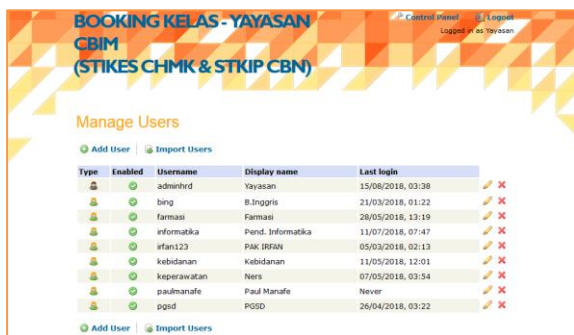 BOOKING KELAS - YAYASAN
CBIM
(STIKES CHMK & STKIP CBN)
Control Panel Logout
Logged in as Yayasan
Manage Users
Add User Import Users
Type Enabled Username Display name Last login
adminhrd Yayasan 15/08/2018, 03:38
bing B.Inggris 21/03/2018, 01:22
farmasi Farmasi 28/05/2018, 13:19
informatika Pend. Informatika 11/07/2018, 07:47
irfan123 PAK IRFAN 05/03/2018, 02:13
kebidanan Kebidanan 11/05/2018, 12:01
keperawatan Ners 07/05/2018, 03:54
paulmanafe Paul Manafe Never
pgsd PGSD 26/04/2018, 03:22
Add User Import Users